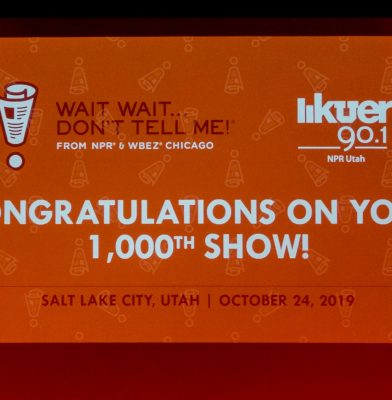 WAIT WAIT...
DON'T TELL ME!®
FROM NPR® & WBEZ® CHICAGO
kuer
90.1
NPR Utah
ONGRATULATIONS ON YO
1,000TH SHOW!
SALT LAKE CITY, UTAH | OCTOBER 24, 2019